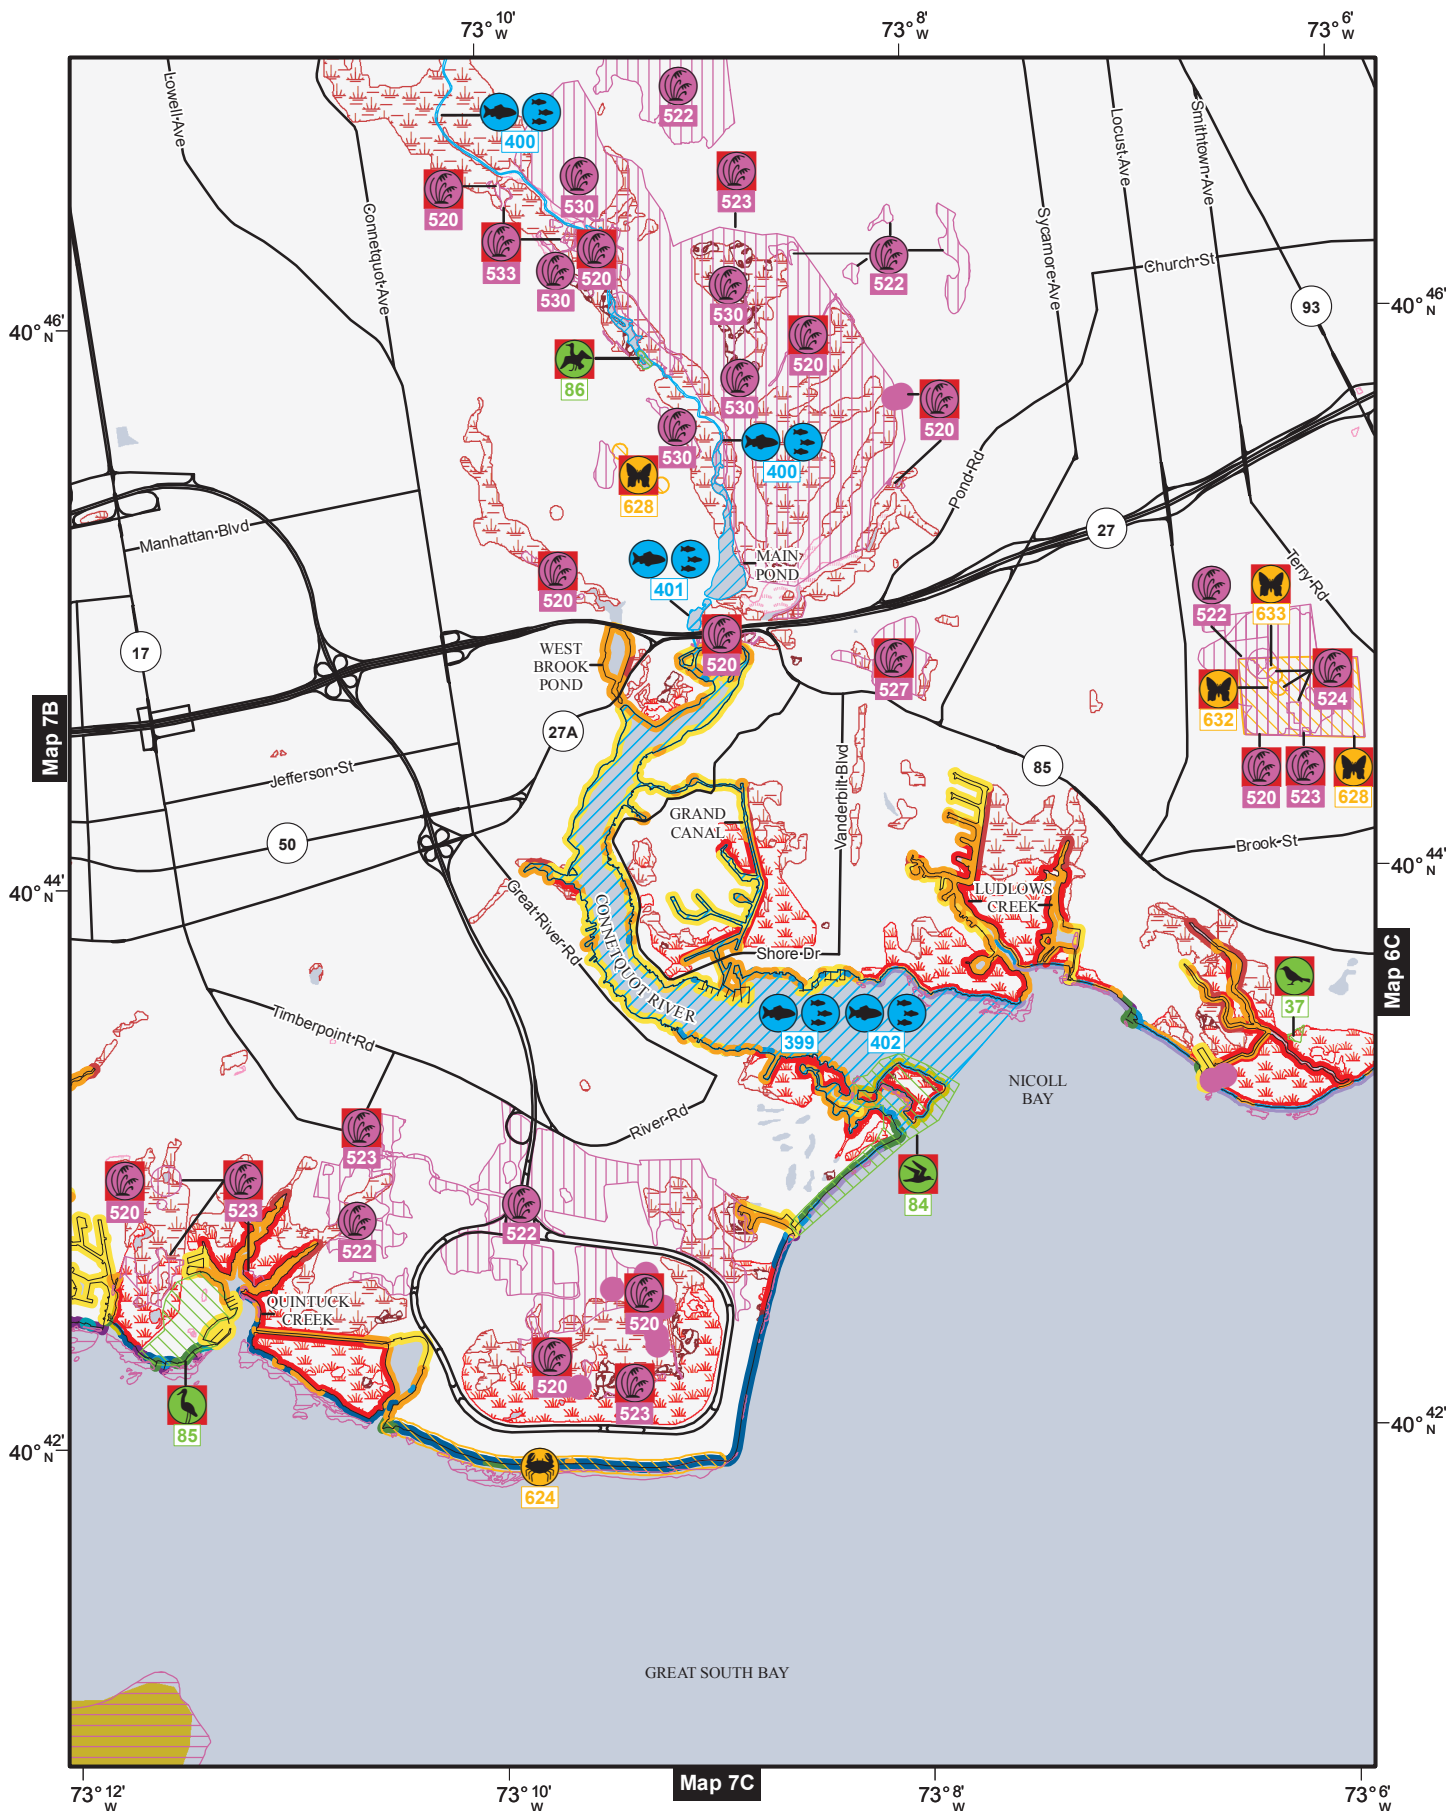 73° 10' W
73° 8' W
73° 6' W
Lowell Ave
Connetquot Ave
Sycamore Ave
Locust Ave
Smithtown Ave
Church St
93
400
522
520
530
523
533
530
520
522
530
40° 46' N
40° 46' N
86
520
530
520
530
400
628
Pond Rd
Manhattan Blvd
27
MAIN
POND
Terry Rd
401
520
522
633
17
WEST
BROOK
POND
520
527
524
632
Map 7B
27A
Jefferson St
Vanderbilt Blvd
85
520
523
628
50
GRAND
CANAL
Brook St
40° 44' N
40° 44' N
Great River Rd
CONNETQUOT RIVER
LUDLOWS
CREEK
Shore Dr
Map 6C
37
Timberpoint Rd
399
402
NICOLL
BAY
River Rd
523
84
520
523
522
522
QUINTUCK
CREEK
520
520
523
85
40° 42' N
40° 42' N
624
GREAT SOUTH BAY
73° 12' W
73° 10' W
Map 7C
73° 8' W
73° 6' W